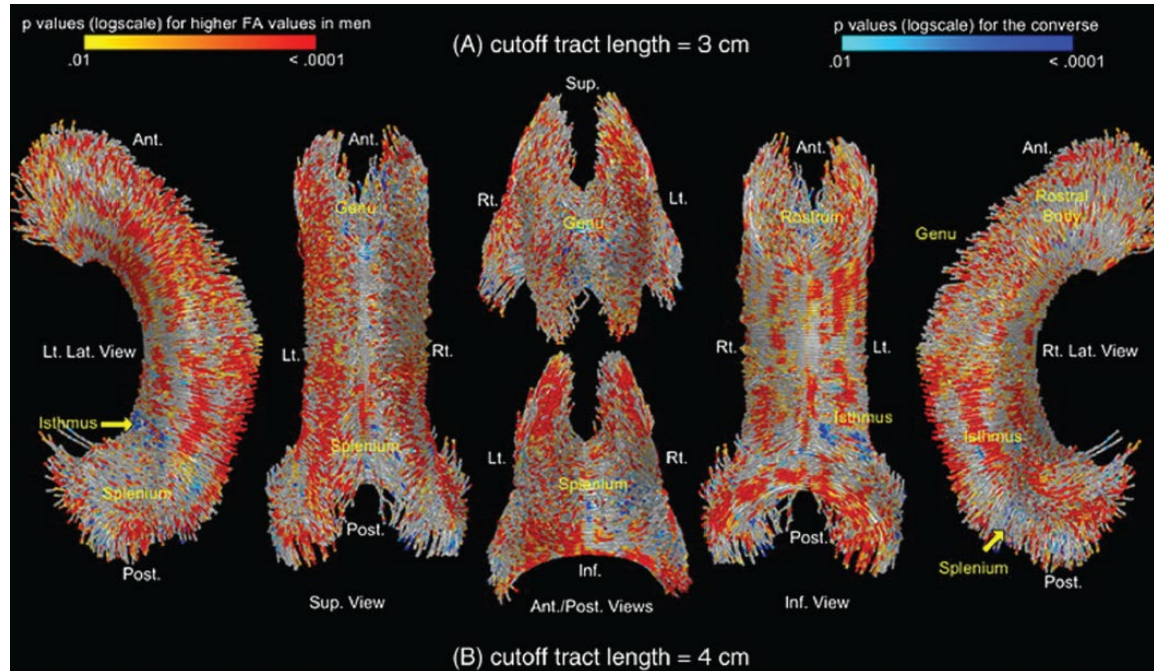 p values (logscale) for higher FA values in men
.01 < .0001
(A) cutoff tract length = 3 cm
p values (logscale) for the converse
.01 < .0001
Sup.
Ant.
Ant.
Ant.
Ant.
Rt.
Lt.
Genu
Genu
Rostrum
Rostral
Body
Genu
Lt. Lat. View
Lt.
Rt.
Rt.
Lt.
Rt. Lat. View
Isthmus
Isthmus
Isthmus
Splenium
Lt.
Rt.
Splenium
Splenium
Post.
Post.
Splenium
Post.
Inf.
Post.
Sup. View
Ant./Post. Views
Inf. View
(B) cutoff tract length = 4 cm